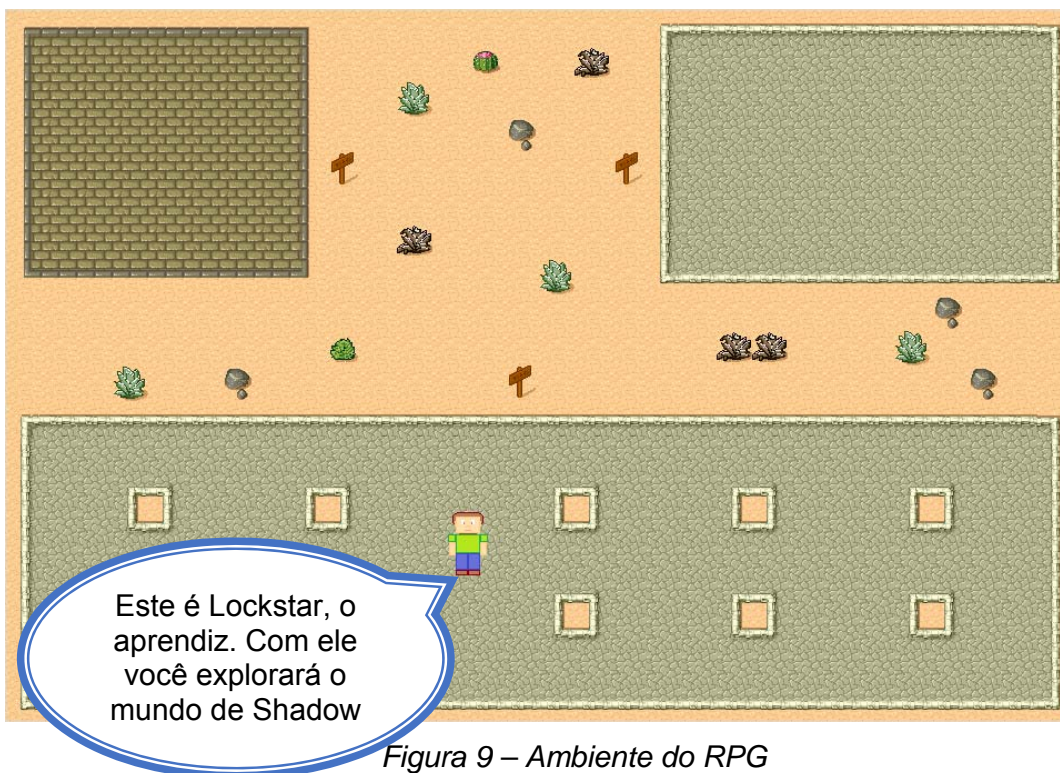 Este é Lockstar, o
aprendiz. Com ele
você explorará o
mundo de Shadow
Figura 9 – Ambiente do RPG